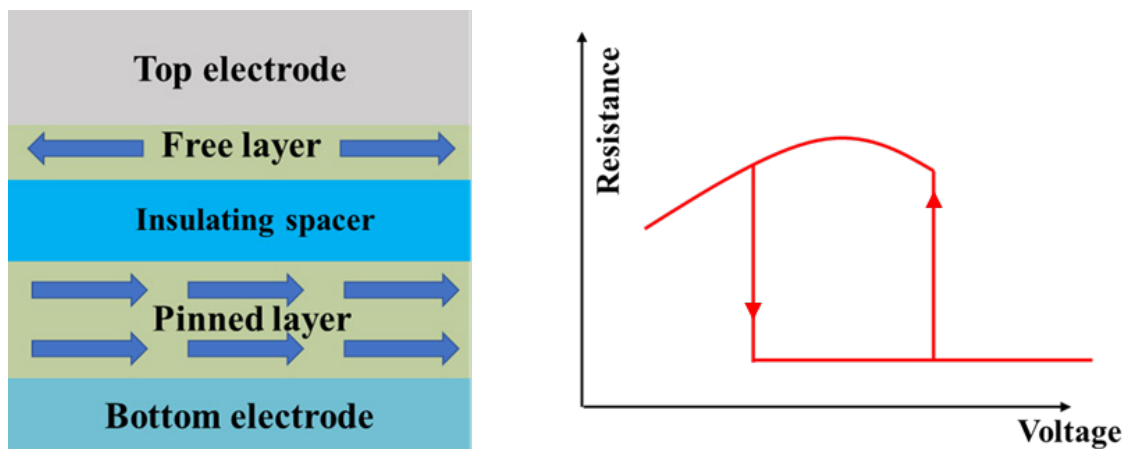 Top electrode
Free layer
Insulating spacer
Pinned layer
Bottom electrode
Resistance
Voltage